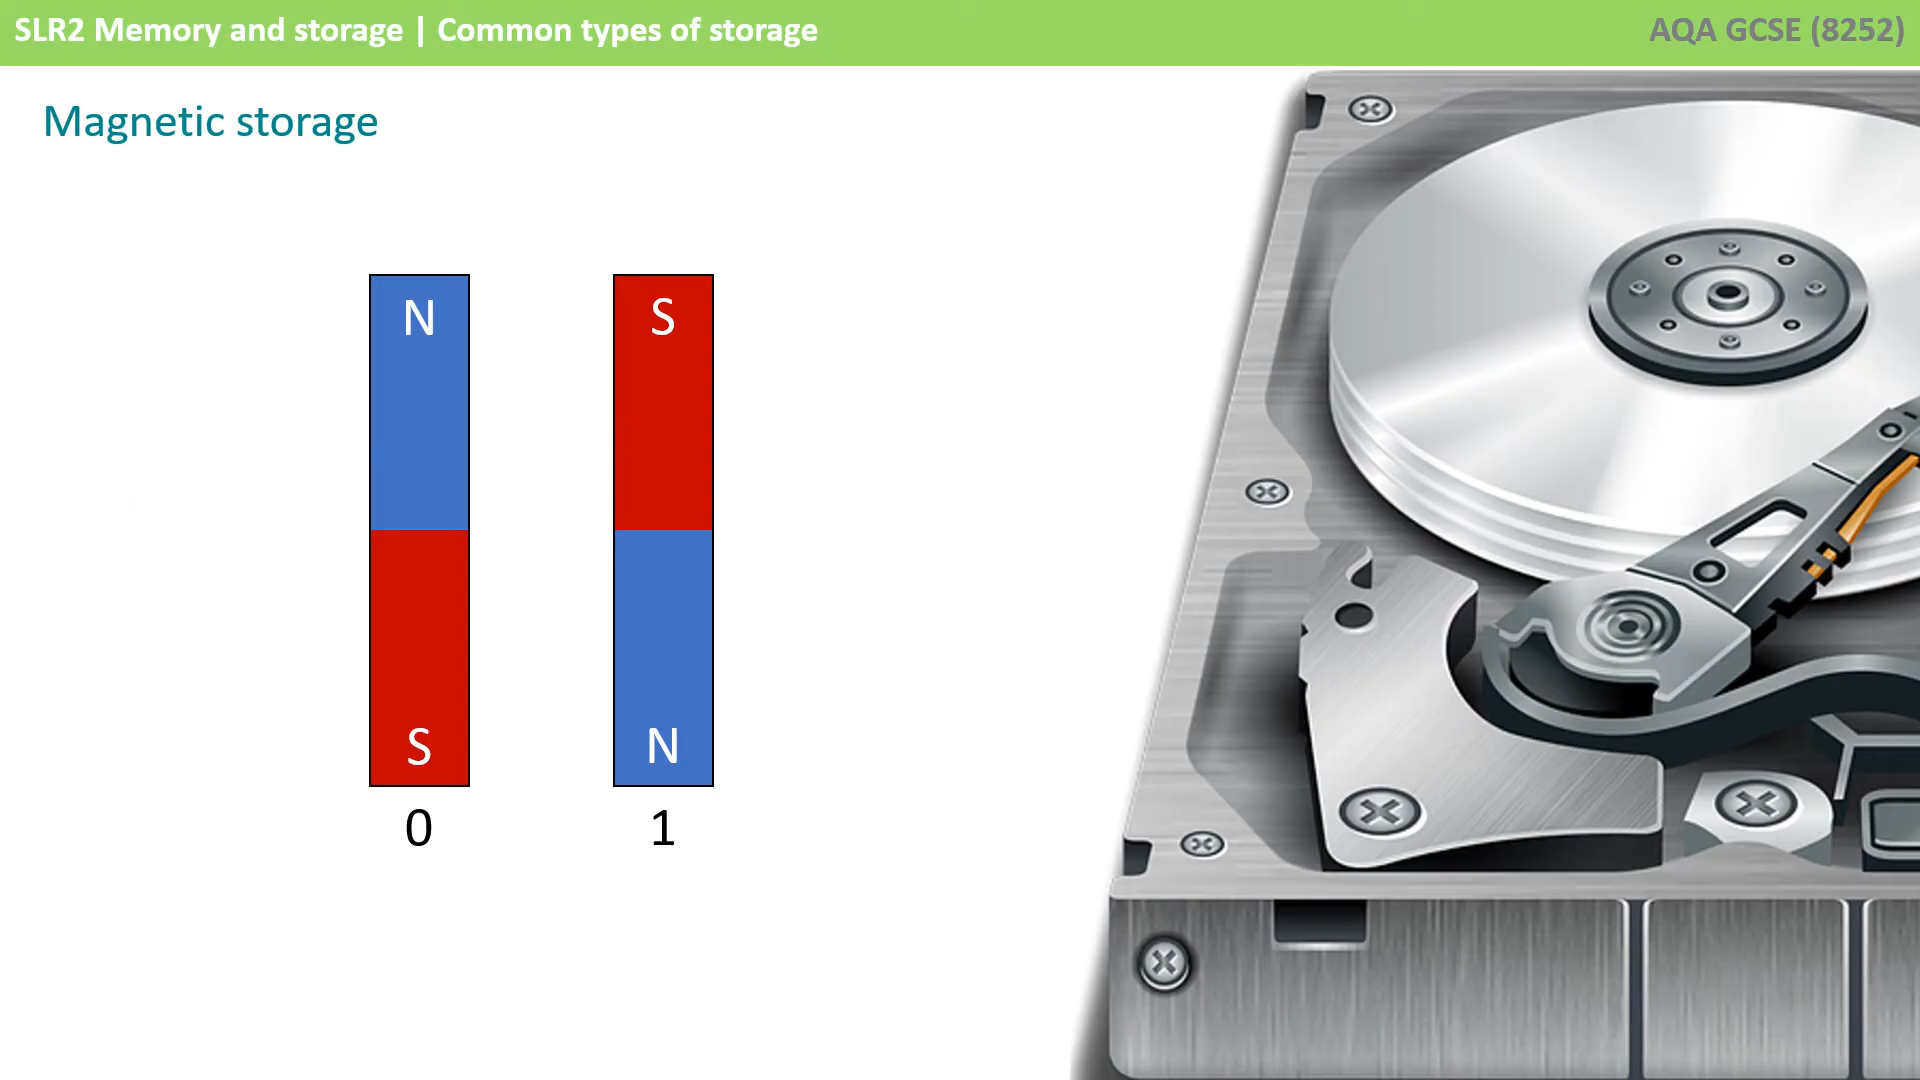 SLR2 Memory and storage | Common types of storage
AQA GCSE (8252)
Magnetic storage
N S
S N
0 1